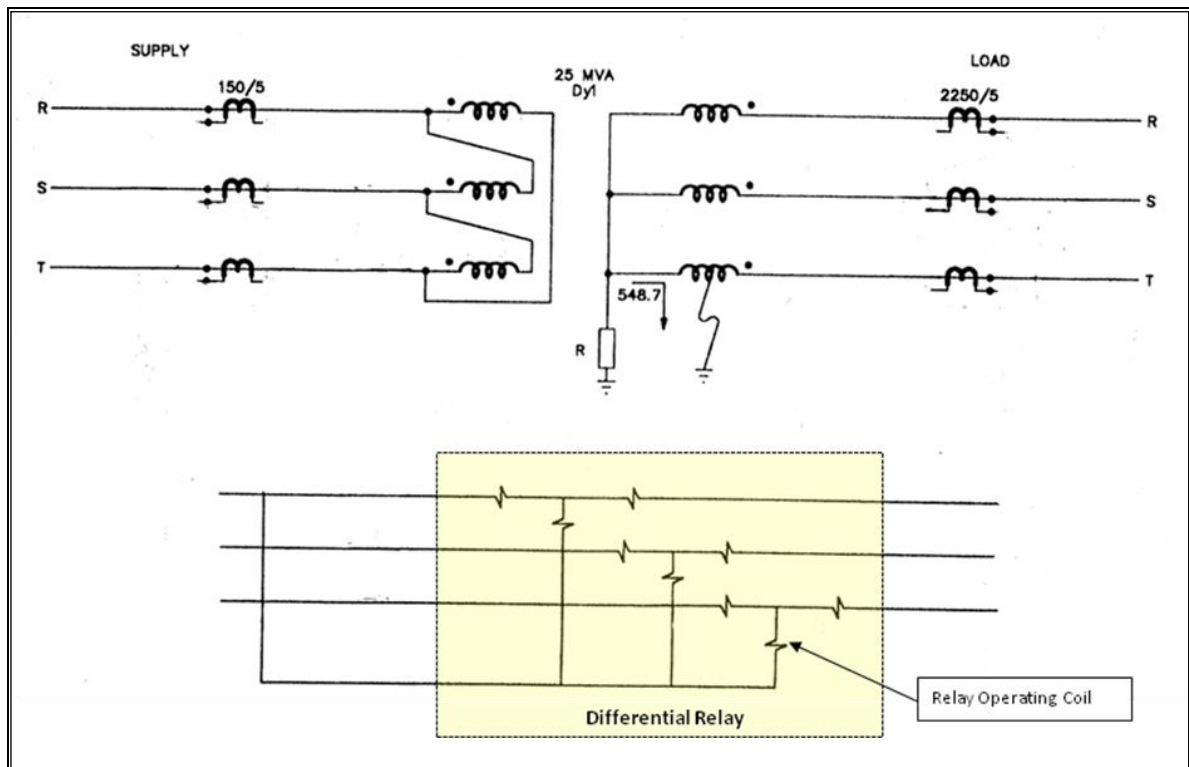 SUPPLY
LOAD
25 MVA
Dy1
150/5
2250/5
R
R
S
S
T
T
548.7
R
Relay Operating Coil
Differential Relay